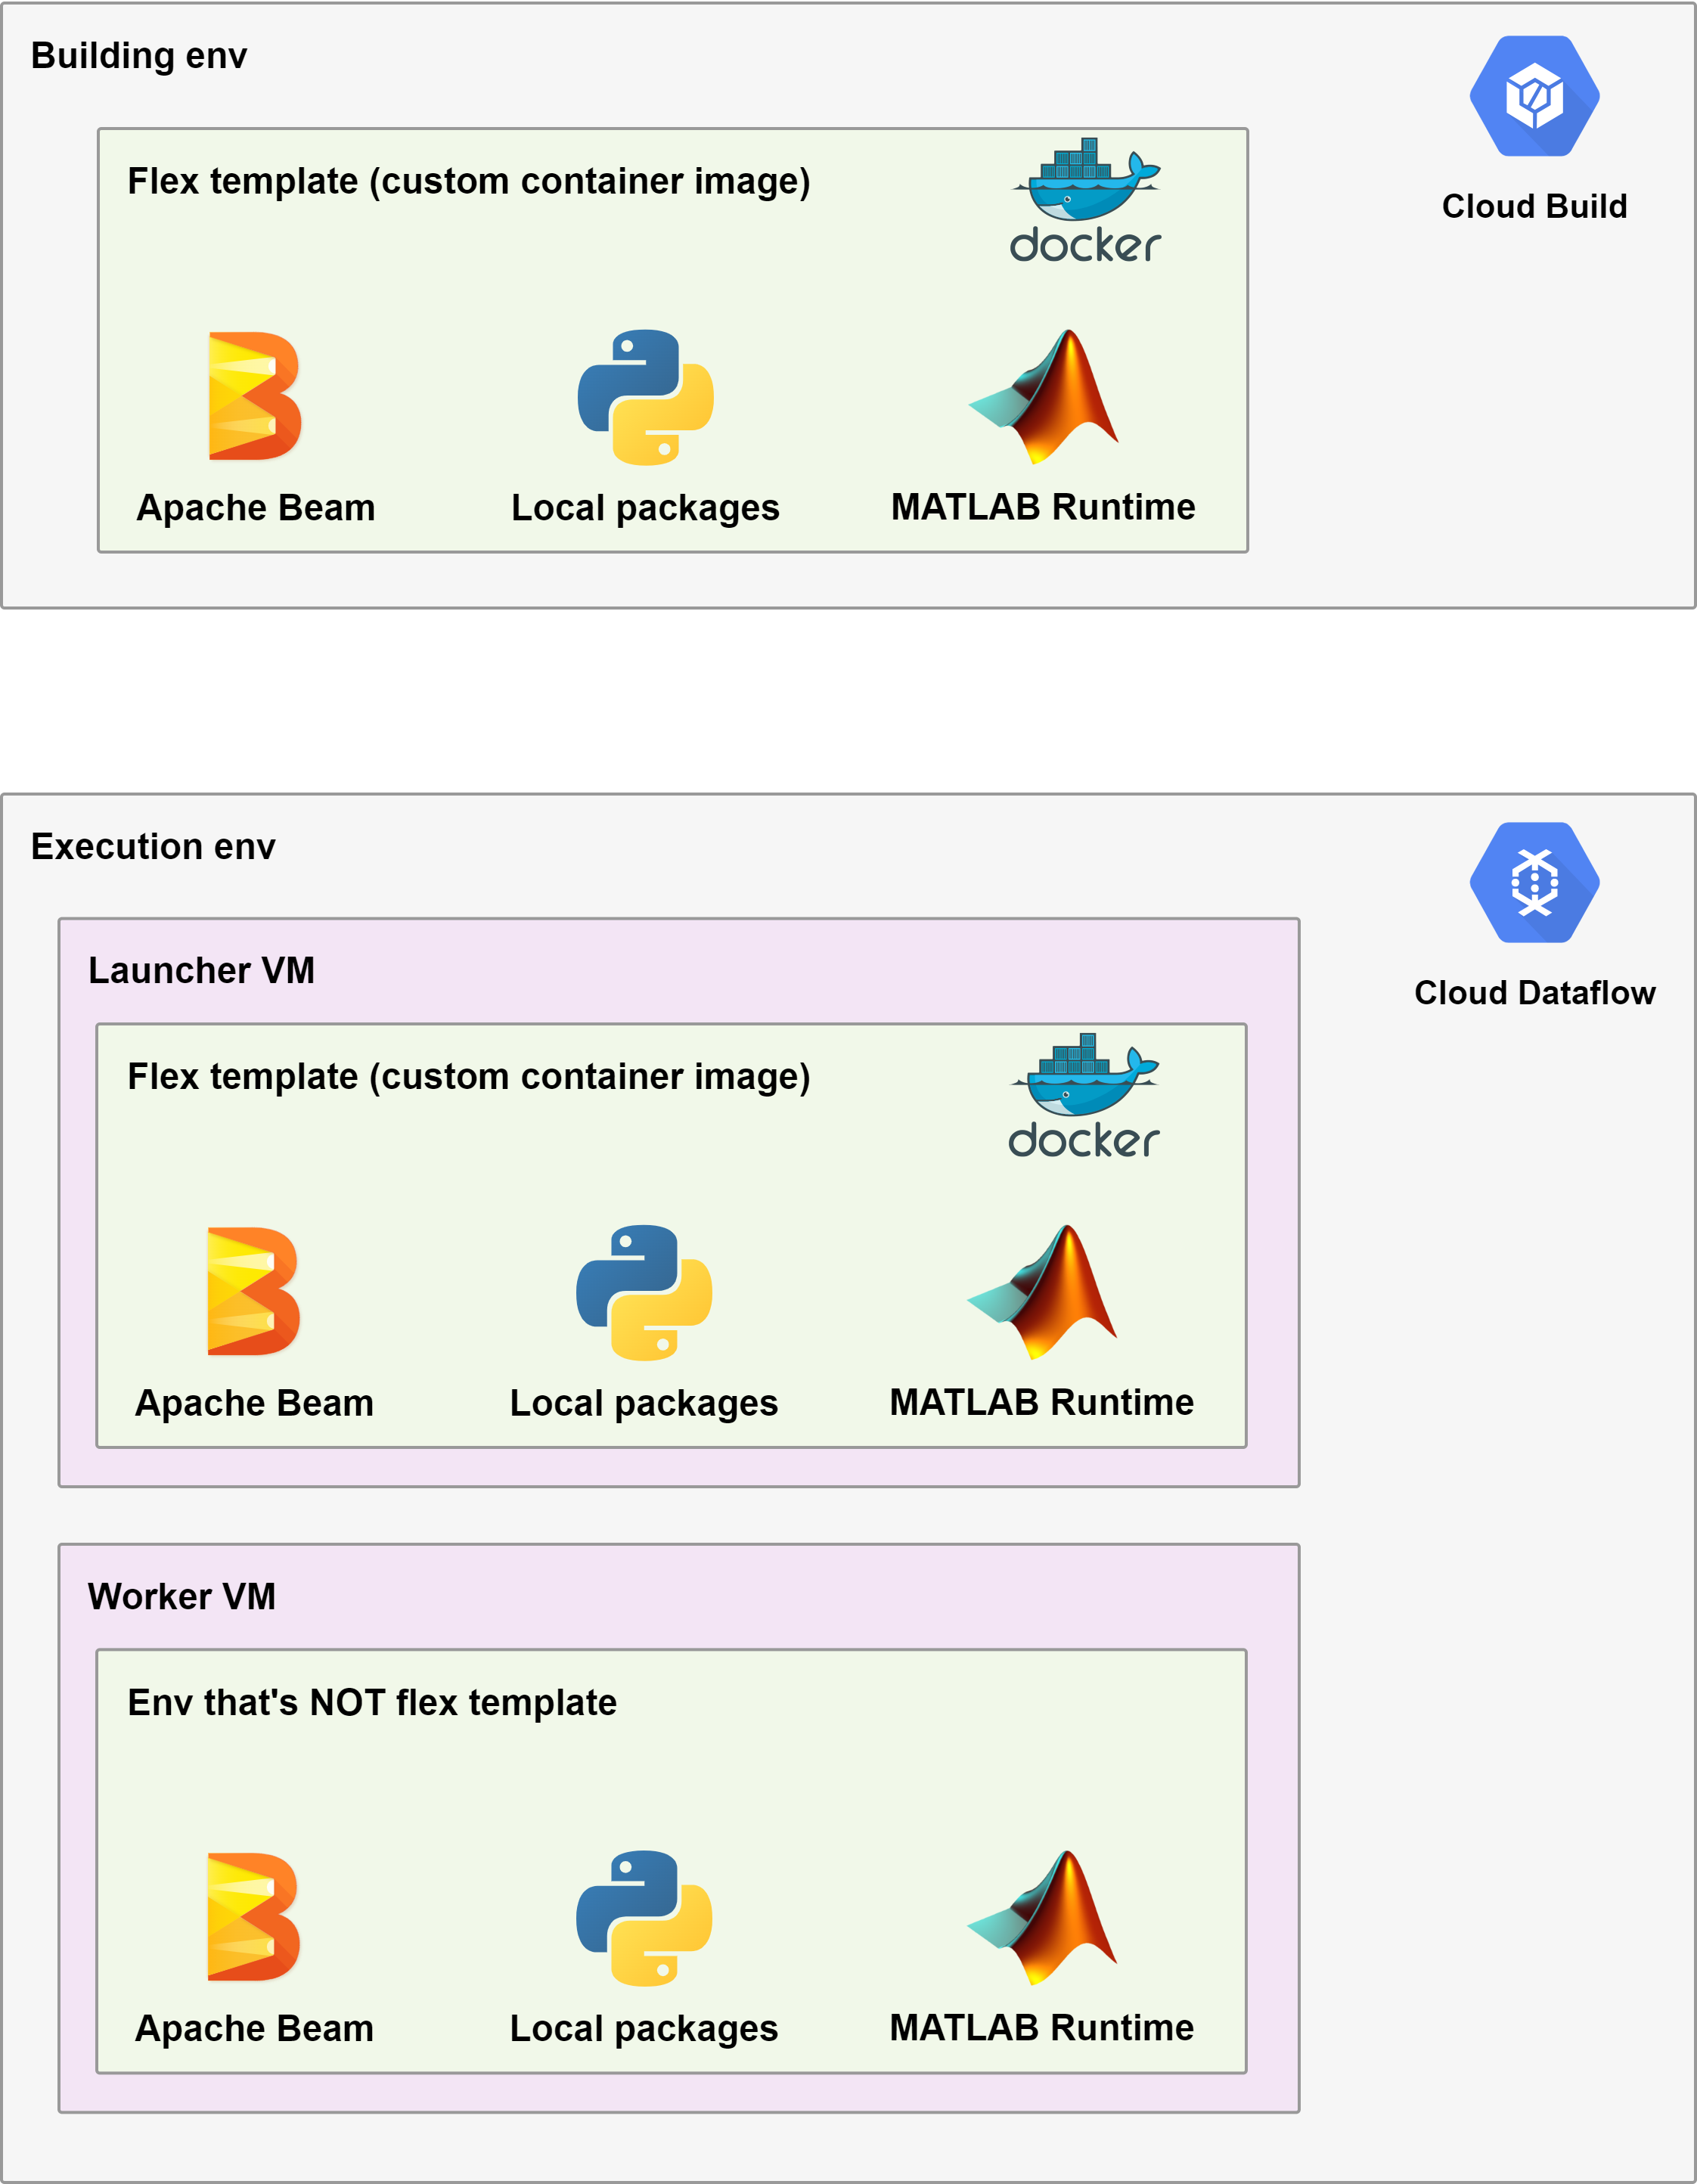 Building env
Cloud Build
Flex template (custom container image)
docker
Apache Beam
Local packages
MATLAB Runtime
Execution env
Cloud Dataflow
Launcher VM
Flex template (custom container image)
docker
Apache Beam
Local packages
MATLAB Runtime
Worker VM
Env that's NOT flex template
Apache Beam
Local packages
MATLAB Runtime